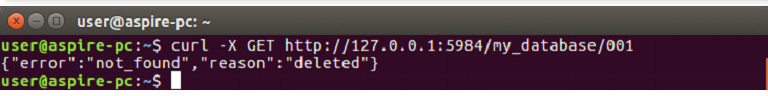 user@aspire-pc: ~
user@aspire-pc:~$ curl -X GET http://127.0.0.1:5984/my_database/001
{"error":"not_found","reason":"deleted"}
user@aspire-pc:~$